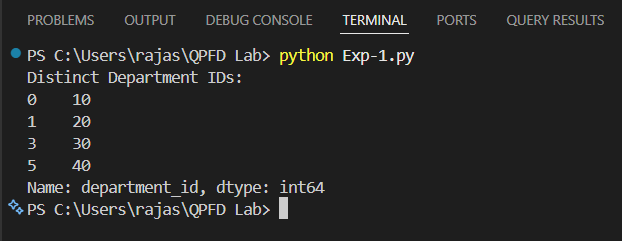 PROBLEMS OUTPUT DEBUG CONSOLE TERMINAL PORTS QUERY RESULTS
PS C:\Users\rajas\QPFD Lab> python Exp-1.py
Distinct Department IDs:
0    10
1    20
3    30
5    40
Name: department_id, dtype: int64
PS C:\Users\rajas\QPFD Lab>